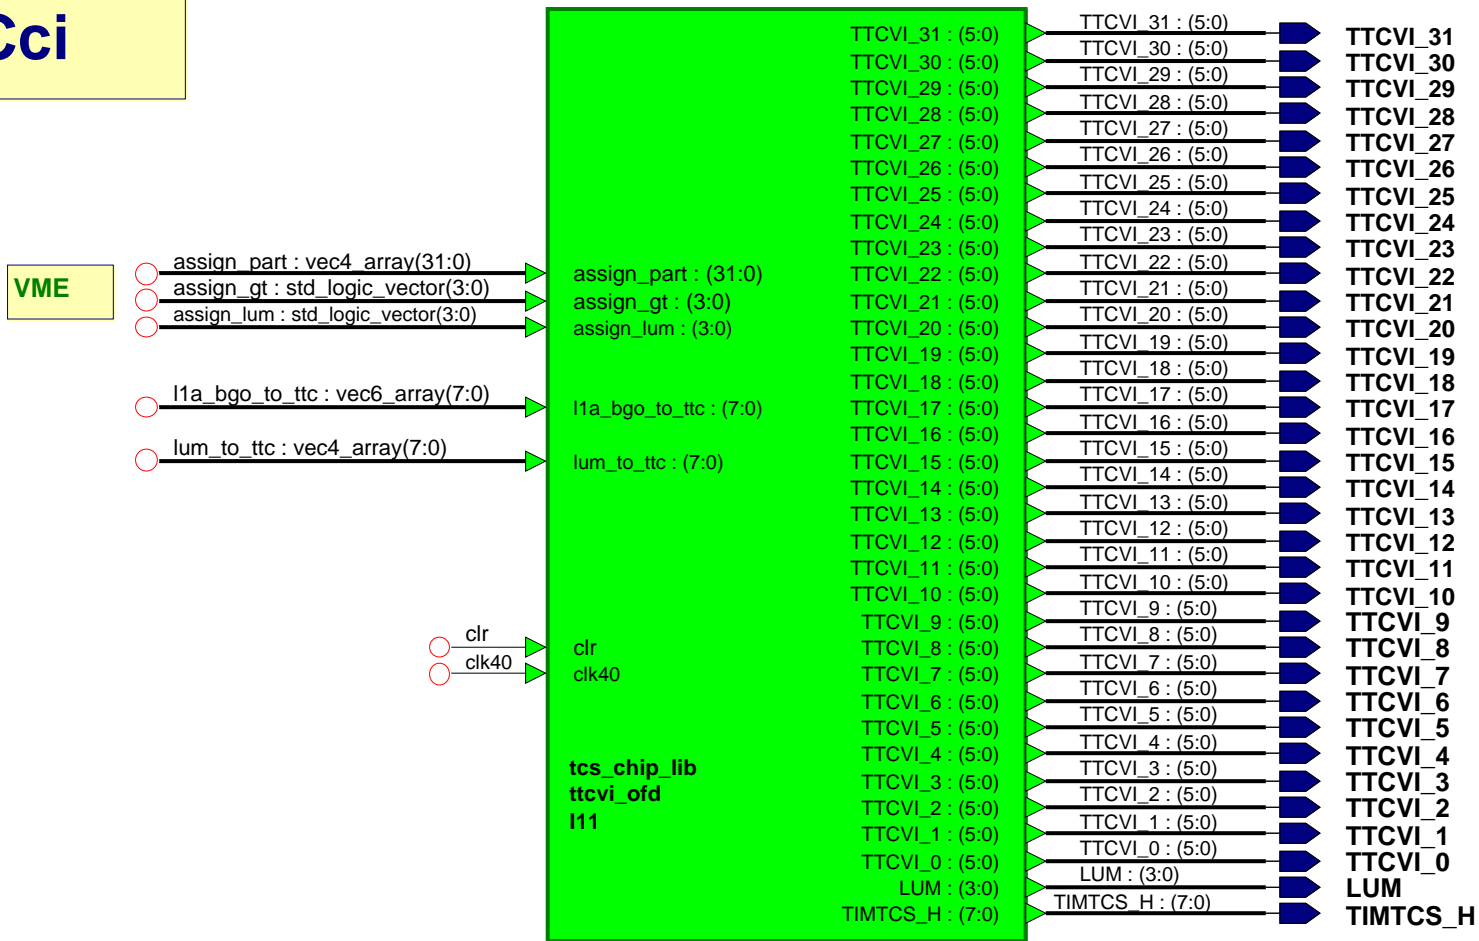 Cci
VME
assign_part : vec4_array(31:0)
assign_gt : std_logic_vector(3:0)
assign_lum : std_logic_vector(3:0)
l1a_bgo_to_ttc : vec6_array(7:0)
lum_to_ttc : vec4_array(7:0)
clr
clk40
assign_part : (31:0)
assign_gt : (3:0)
assign_lum : (3:0)
l1a_bgo_to_ttc : (7:0)
lum_to_ttc : (7:0)
clr
clk40
tcs_chip_lib
ttcvi_ofd
I11
TTCVI_31 : (5:0) TTCVI_31 : (5:0) TTCVI_31
TTCVI_30 : (5:0) TTCVI_30 : (5:0) TTCVI_30
TTCVI_29 : (5:0) TTCVI_29 : (5:0) TTCVI_29
TTCVI_28 : (5:0) TTCVI_28 : (5:0) TTCVI_28
TTCVI_27 : (5:0) TTCVI_27 : (5:0) TTCVI_27
TTCVI_26 : (5:0) TTCVI_26 : (5:0) TTCVI_26
TTCVI_25 : (5:0) TTCVI_25 : (5:0) TTCVI_25
TTCVI_24 : (5:0) TTCVI_24 : (5:0) TTCVI_24
TTCVI_23 : (5:0) TTCVI_23 : (5:0) TTCVI_23
TTCVI_22 : (5:0) TTCVI_22 : (5:0) TTCVI_22
TTCVI_21 : (5:0) TTCVI_21 : (5:0) TTCVI_21
TTCVI_20 : (5:0) TTCVI_20 : (5:0) TTCVI_20
TTCVI_19 : (5:0) TTCVI_19 : (5:0) TTCVI_19
TTCVI_18 : (5:0) TTCVI_18 : (5:0) TTCVI_18
TTCVI_17 : (5:0) TTCVI_17 : (5:0) TTCVI_17
TTCVI_16 : (5:0) TTCVI_16 : (5:0) TTCVI_16
TTCVI_15 : (5:0) TTCVI_15 : (5:0) TTCVI_15
TTCVI_14 : (5:0) TTCVI_14 : (5:0) TTCVI_14
TTCVI_13 : (5:0) TTCVI_13 : (5:0) TTCVI_13
TTCVI_12 : (5:0) TTCVI_12 : (5:0) TTCVI_12
TTCVI_11 : (5:0) TTCVI_11 : (5:0) TTCVI_11
TTCVI_10 : (5:0) TTCVI_10 : (5:0) TTCVI_10
TTCVI_9 : (5:0) TTCVI_9 : (5:0) TTCVI_9
TTCVI_8 : (5:0) TTCVI_8 : (5:0) TTCVI_8
TTCVI_7 : (5:0) TTCVI_7 : (5:0) TTCVI_7
TTCVI_6 : (5:0) TTCVI_6 : (5:0) TTCVI_6
TTCVI_5 : (5:0) TTCVI_5 : (5:0) TTCVI_5
TTCVI_4 : (5:0) TTCVI_4 : (5:0) TTCVI_4
TTCVI_3 : (5:0) TTCVI_3 : (5:0) TTCVI_3
TTCVI_2 : (5:0) TTCVI_2 : (5:0) TTCVI_2
TTCVI_1 : (5:0) TTCVI_1 : (5:0) TTCVI_1
TTCVI_0 : (5:0) TTCVI_0 : (5:0) TTCVI_0
LUM : (3:0) LUM : (3:0) LUM
TIMTCS_H : (7:0) TIMTCS_H : (7:0) TIMTCS_H